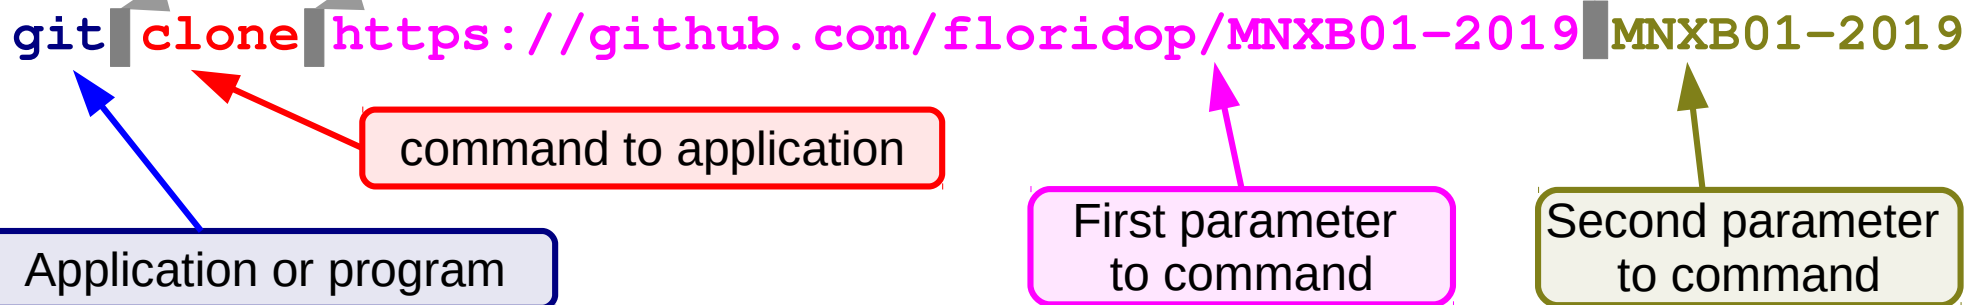 git clone https://github.com/floridop/MNXB01-2019 MNXB01-2019
command to application
First parameter
to command
Second parameter
to command
Application or program